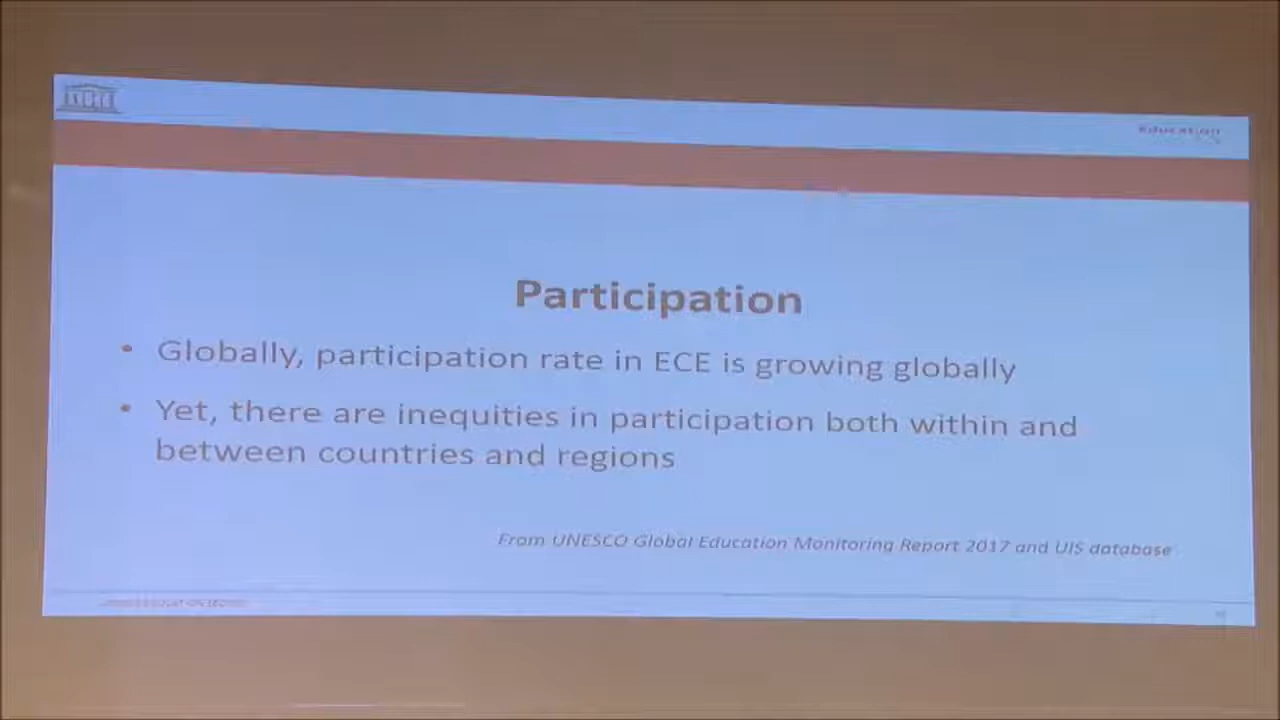 Education
Participation
• Globally, participation rate in ECE is growing globally
• Yet, there are inequities in participation both within and
between countries and regions
From UNESCO Global Education Monitoring Report 2017 and UIS database